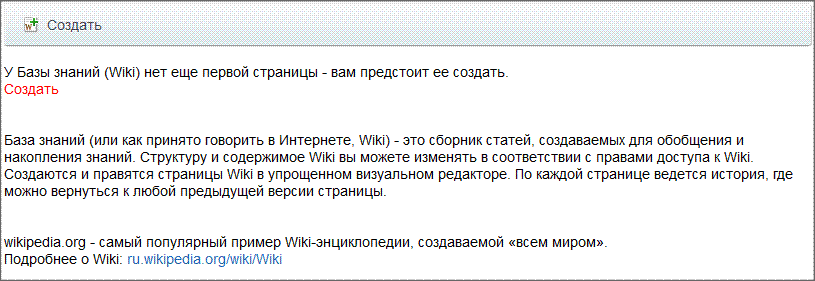 Создать
У Базы знаний (Wiki) нет еще первой страницы - вам предстоит ее создать.
Создать
База знаний (или как принято говорить в Интернете, Wiki) - это сборник статей, создаваемых для обобщения и
накопления знаний. Структуру и содержимое Wiki вы можете изменять в соответствии с правами доступа к Wiki.
Создаются и правятся страницы Wiki в упрощенном визуальном редакторе. По каждой странице ведется история, где
можно вернуться к любой предыдущей версии страницы.
wikipedia.org - самый популярный пример Wiki-энциклопедии, создаваемой «всем миром».
Подробнее о Wiki: ru.wikipedia.org/wiki/Wiki